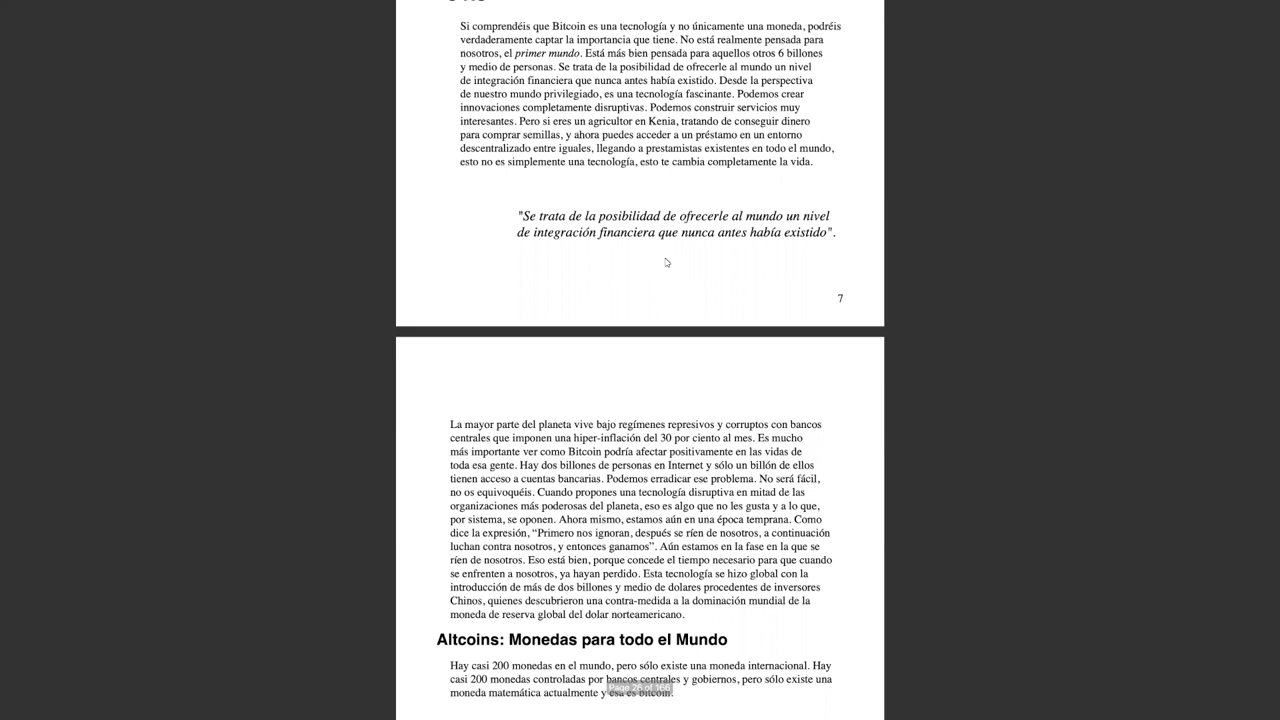 Si comprendéis que Bitcoin es una tecnología y no únicamente una moneda, podréis
verdaderamente captar la importancia que tiene. No está realmente pensada para
nosotros, el primer mundo. Está más bien pensada para aquellos otros 6 billones
y medio de personas. Se trata de la posibilidad de ofrecerle al mundo un nivel
de integración financiera que nunca antes había existido. Desde la perspectiva
de nuestro mundo privilegiado, es una tecnología fascinante. Podemos crear
innovaciones completamente disruptivas. Podemos construir servicios muy
interesantes. Pero si eres un agricultor en Kenia, tratando de conseguir dinero
para comprar semillas, y ahora puedes acceder a un préstamo en un entorno
descentralizado entre iguales, llegando a prestamistas existentes en todo el mundo,
esto no es simplemente una tecnología, esto te cambia completamente la vida.
"Se trata de la posibilidad de ofrecerle al mundo un nivel
de integración financiera que nunca antes había existido".
7
La mayor parte del planeta vive bajo regímenes represivos y corruptos con bancos
centrales que imponen una hiper-inflación del 30 por ciento al mes. Es mucho
más importante ver como Bitcoin podría afectar positivamente en las vidas de
toda esa gente. Hay dos billones de personas en Internet y sólo un billón de ellos
tienen acceso a cuentas bancarias. Podemos erradicar ese problema. No será fácil,
no os equivoquéis. Cuando propones una tecnología disruptiva en mitad de las
organizaciones más poderosas del planeta, eso es algo que no les gusta y a lo que,
por sistema, se oponen. Ahora mismo, estamos aún en una época temprana. Como
dice la expresión, “Primero nos ignoran, después se ríen de nosotros, a continuación
luchan contra nosotros, y entonces ganamos”. Aún estamos en la fase en la que se
ríen de nosotros. Eso está bien, porque concede el tiempo necesario para que cuando
se enfrenten a nosotros, ya hayan perdido. Esta tecnología se hizo global con la
introducción de más de dos billones y medio de dolares procedentes de inversores
Chinos, quienes descubrieron una contra-medida a la dominación mundial de la
moneda de reserva global del dolar norteamericano.
Altcoins: Monedas para todo el Mundo
Hay casi 200 monedas en el mundo, pero sólo existe una moneda internacional. Hay
casi 200 monedas controladas por bancos centrales y gobiernos, pero sólo existe una
moneda matemática actualmente y esa es bitcoin.
Page 26 of 166